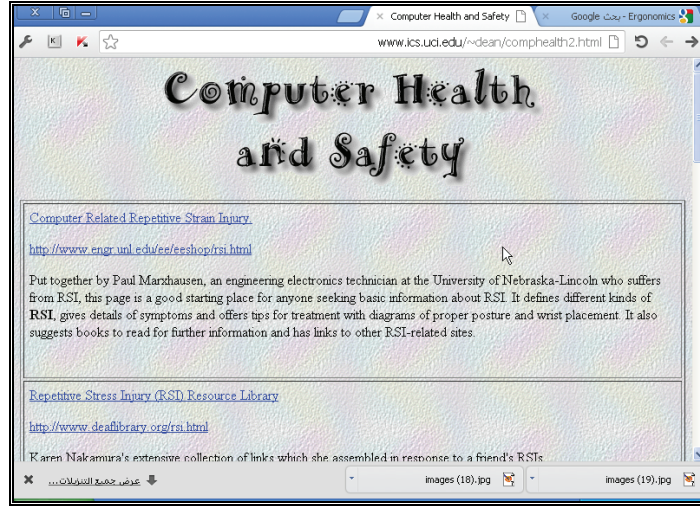 Computer Health and Safety
Ergonomics - بحث Google
www.ics.uci.edu/~dean/comphealth2.html
Computer Health
and Safety
Computer Related Repetitive Strain Injury.
http://www.engr.unl.edu/ee/eeshop/rsi.html
Put together by Paul Marxhausen, an engineering electronics technician at the University of Nebraska-Lincoln who suffers
from RSI, this page is a good starting place for anyone seeking basic information about RSI. It defines different kinds of
RSI, gives details of symptoms and offers tips for treatment with diagrams of proper posture and wrist placement. It also
suggests books to read for further information and has links to other RSI-related sites.
Repetitive Stress Injury (RSI) Resource Library
http://www.deaflibrary.org/rsi.html
Karen Nakamura's extensive collection of links which she assembled in response to a friend's RSIs.
عرض جميع التنزيلات...
images (18).jpg
images (19).jpg